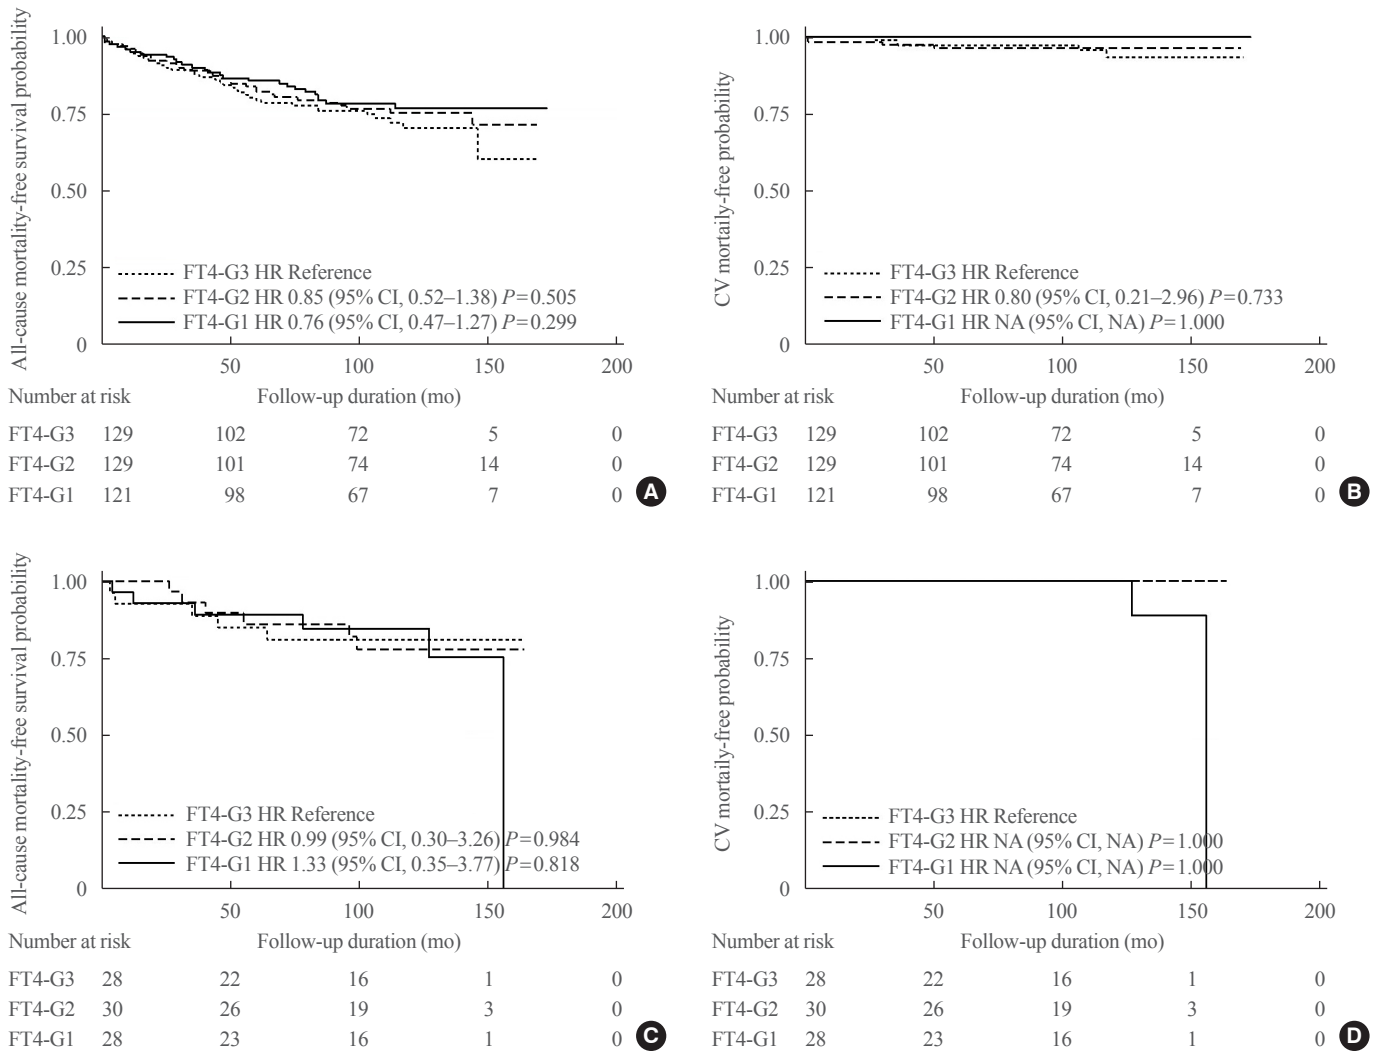 All-cause mortality-free survival probability
1.00
0.75
0.50
0.25
0
FT4-G3 HR Reference
FT4-G2 HR 0.85 (95% CI, 0.52–1.38) P=0.505
FT4-G1 HR 0.76 (95% CI, 0.47–1.27) P=0.299
50 100 150 200
Number at risk Follow-up duration (mo)
FT4-G3 129 102 72 5 0
FT4-G2 129 101 74 14 0
FT4-G1 121 98 67 7 0
A
CV mortaily-free probability
1.00
0.75
0.50
0.25
0
FT4-G3 HR Reference
FT4-G2 HR 0.80 (95% CI, 0.21–2.96) P=0.733
FT4-G1 HR NA (95% CI, NA) P=1.000
50 100 150 200
Number at risk Follow-up duration (mo)
FT4-G3 129 102 72 5 0
FT4-G2 129 101 74 14 0
FT4-G1 121 98 67 7 0
B
All-cause mortality-free survival probability
1.00
0.75
0.50
0.25
0
FT4-G3 HR Reference
FT4-G2 HR 0.99 (95% CI, 0.30–3.26) P=0.984
FT4-G1 HR 1.33 (95% CI, 0.35–3.77) P=0.818
50 100 150 200
Number at risk Follow-up duration (mo)
FT4-G3 28 22 16 1 0
FT4-G2 30 26 19 3 0
FT4-G1 28 23 16 1 0
C
CV mortaily-free probability
1.00
0.75
0.50
0.25
0
FT4-G3 HR Reference
FT4-G2 HR NA (95% CI, NA) P=1.000
FT4-G1 HR NA (95% CI, NA) P=1.000
50 100 150 200
Number at risk Follow-up duration (mo)
FT4-G3 28 22 16 1 0
FT4-G2 30 26 19 3 0
FT4-G1 28 23 16 1 0
D